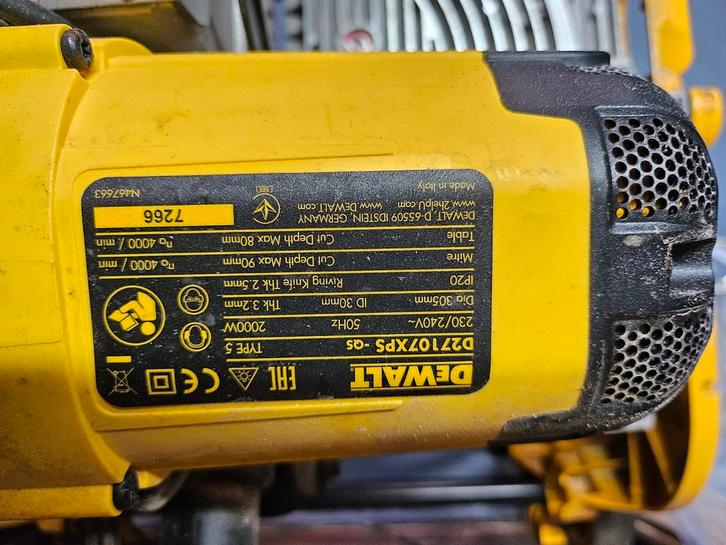 DEWALT
EAC
CE
D27107XPS -QS TYPE 5
230/240V~ 50Hz 2000W
Dia 305mm ID 30mm Thk 3.2mm
IP20 Riving Knife Thk 2.5mm
Mitre Cut Depth Max 90mm n₀ 4000 / min
Table Cut Depth Max 80mm n₀ 4000 / min
DEWALT, D-65509 IDSTEIN, GERMANY
www.2helpU.com www.DEWALT.com
7266
Made in Italy N467663